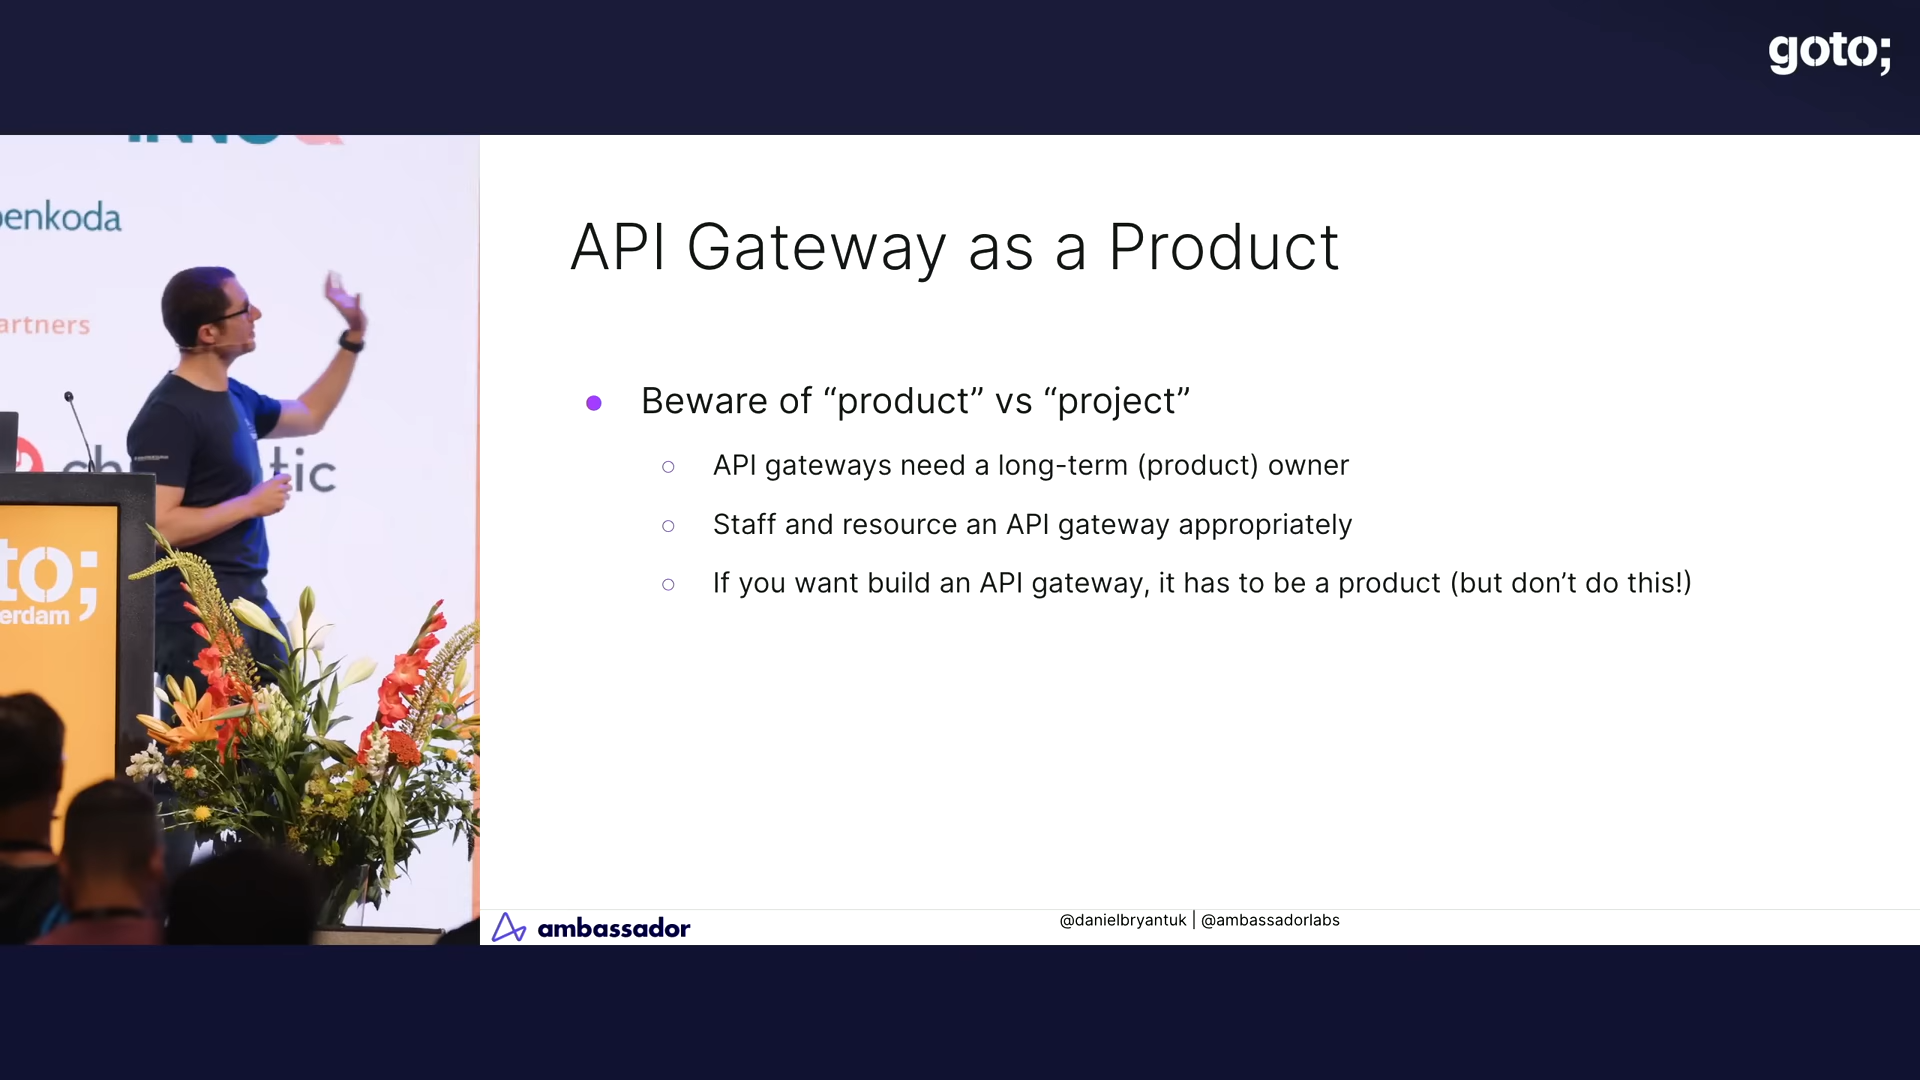 goto;
penkoda
artners
tic
to;
erdam
API Gateway as a Product
Beware of “product” vs “project”
API gateways need a long-term (product) owner
Staff and resource an API gateway appropriately
If you want build an API gateway, it has to be a product (but don’t do this!)
ambassador
@danielbryantuk | @ambassadorlabs